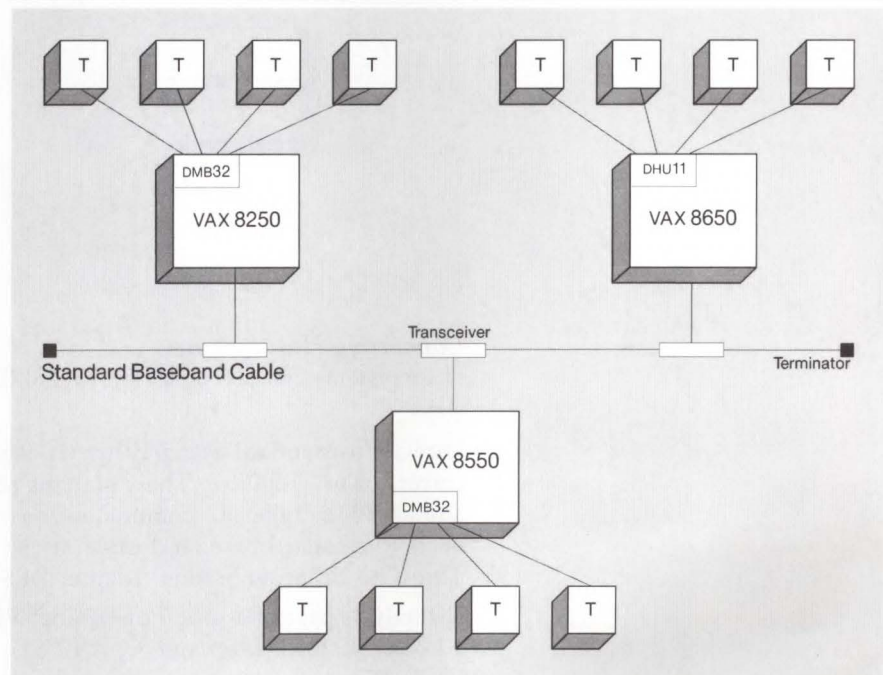 T T T T
T T T T
DMB32
VAX 8250
DHU11
VAX 8650
Transceiver
Standard Baseband Cable
Terminator
VAX 8550
DMB32
T T T T